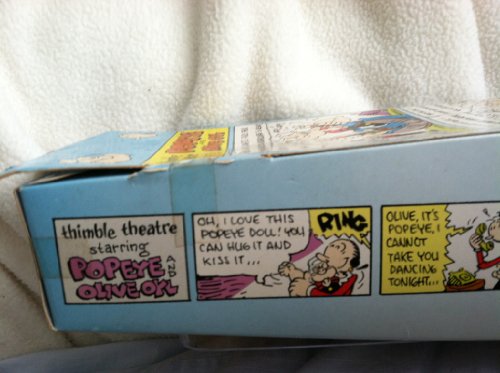 thimble theatre
starring
POPEYE
AND
OLIVE OYL
OH, I LOVE THIS
POPEYE DOLL! YOU
CAN HUG IT AND
KISS IT...
RING
OLIVE, IT'S
POPEYE, I
CANNOT
TAKE YOU
DANCING
TONIGHT...